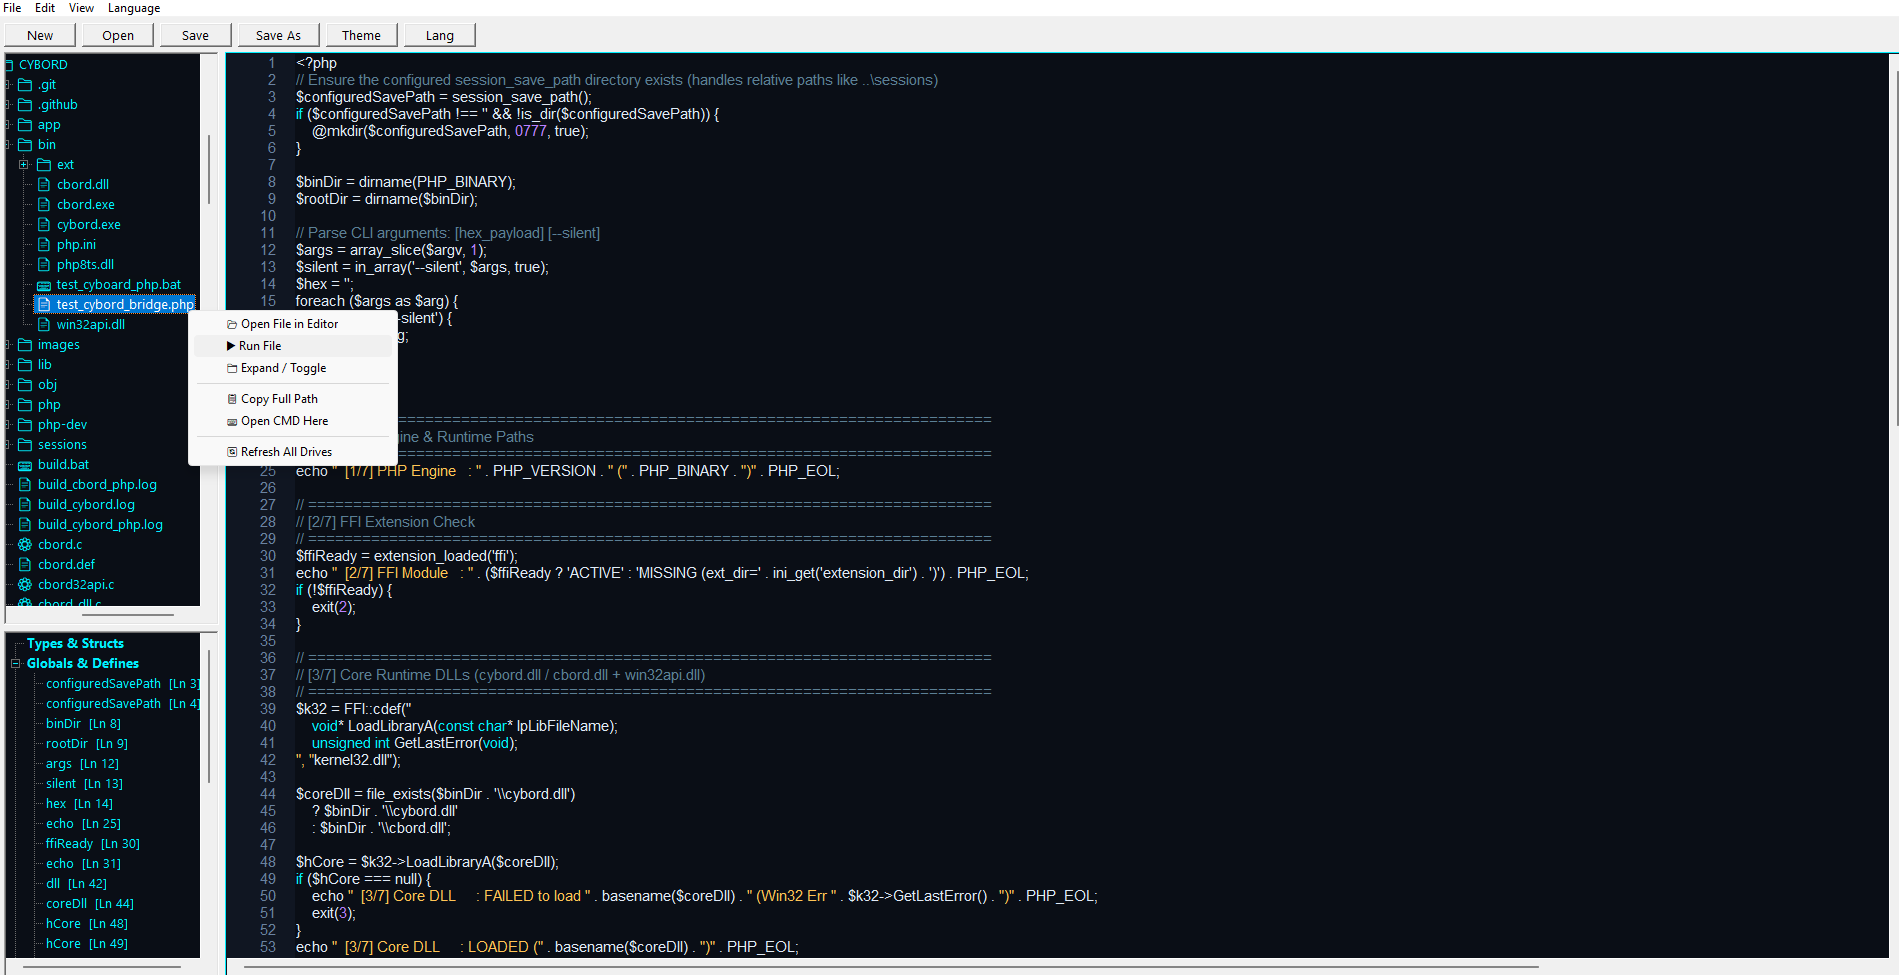 File Edit View Language
New Open Save Save As Theme Lang
CYBORD
.git
.github
app
bin
ext
cbord.dll
cbord.exe
cybord.exe
php.ini
php8ts.dll
test_cyboard_php.bat
test_cybord_bridge.php
win32api.dll
images
lib
obj
php
php-dev
sessions
build.bat
build_cbord_php.log
build_cybord.log
build_cybord_php.log
cbord.c
cbord.def
cbord32api.c
cbord_dll.c
Open File in Editor
Run File
Expand / Toggle
Copy Full Path
Open CMD Here
Refresh All Drives
Types & Structs
Globals & Defines
configuredSavePath [Ln 3]
configuredSavePath [Ln 4]
binDir [Ln 8]
rootDir [Ln 9]
args [Ln 12]
silent [Ln 13]
hex [Ln 14]
echo [Ln 25]
ffiReady [Ln 30]
echo [Ln 31]
dll [Ln 42]
coreDll [Ln 44]
hCore [Ln 48]
hCore [Ln 49]
1 <?php
2 // Ensure the configured session_save_path directory exists (handles relative paths like ..\sessions)
3 $configuredSavePath = session_save_path();
4 if ($configuredSavePath !== '' && !is_dir($configuredSavePath)) {
5 @mkdir($configuredSavePath, 0777, true);
6 }
7
8 $binDir = dirname(PHP_BINARY);
9 $rootDir = dirname($binDir);
10
11 // Parse CLI arguments: [hex_payload] [--silent]
12 $args = array_slice($argv, 1);
13 $silent = in_array('--silent', $args, true);
14 $hex = '';
15 foreach ($args as $arg) {
-silent') {
g;
=============================================================================
gine & Runtime Paths
=============================================================================
25 echo " [1/7] PHP Engine : " . PHP_VERSION . " (" . PHP_BINARY . ")" . PHP_EOL;
26
27 // =============================================================================
28 // [2/7] FFI Extension Check
29 // =============================================================================
30 $ffiReady = extension_loaded('ffi');
31 echo " [2/7] FFI Module : " . ($ffiReady ? 'ACTIVE' : 'MISSING (ext_dir=' . ini_get('extension_dir') . ')') . PHP_EOL;
32 if (!$ffiReady) {
33 exit(2);
34 }
35
36 // =============================================================================
37 // [3/7] Core Runtime DLLs (cybord.dll / cbord.dll + win32api.dll)
38 // =============================================================================
39 $k32 = FFI::cdef("
40 void* LoadLibraryA(const char* lpLibFileName);
41 unsigned int GetLastError(void);
42 ", "kernel32.dll");
43
44 $coreDll = file_exists($binDir . '\\cybord.dll')
45 ? $binDir . '\\cybord.dll'
46 : $binDir . '\\cbord.dll';
47
48 $hCore = $k32->LoadLibraryA($coreDll);
49 if ($hCore === null) {
50 echo " [3/7] Core DLL : FAILED to load " . basename($coreDll) . " (Win32 Err " . $k32->GetLastError() . ")" . PHP_EOL;
51 exit(3);
52 }
53 echo " [3/7] Core DLL : LOADED (" . basename($coreDll) . ")" . PHP_EOL;